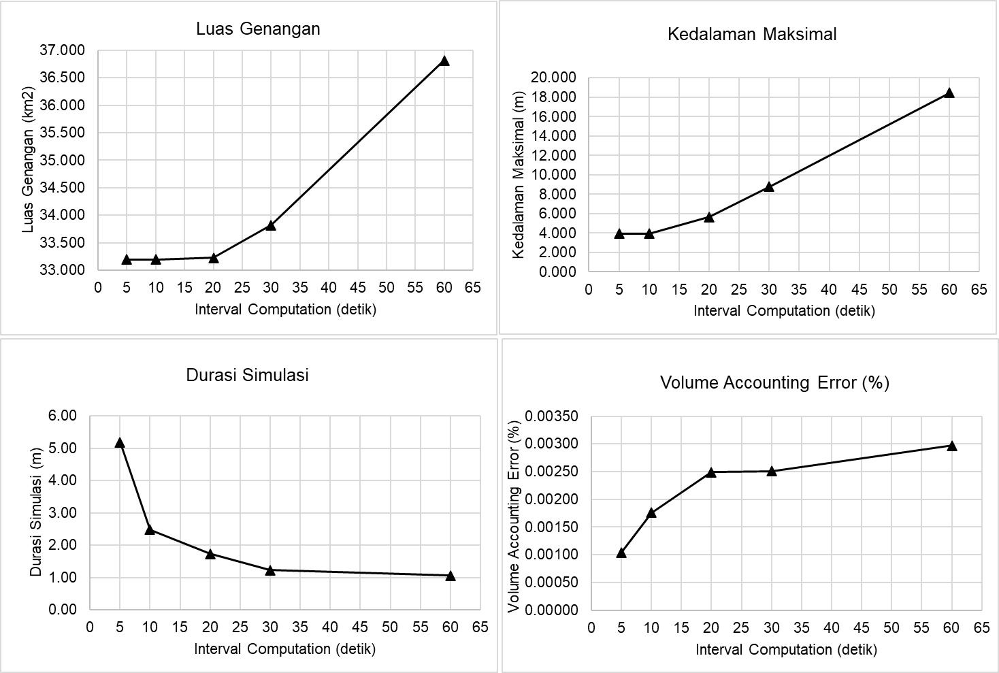 Luas Genangan
Luas Genangan (km2)
37.000
36.500
36.000
35.500
35.000
34.500
34.000
33.500
33.000
0 5 10 15 20 25 30 35 40 45 50 55 60 65
Interval Computation (detik)
Kedalaman Maksimal
Kedalaman Maksimal (m)
20.000
18.000
16.000
14.000
12.000
10.000
8.000
6.000
4.000
2.000
0.000
0 5 10 15 20 25 30 35 40 45 50 55 60 65
Interval Computation (detik)
Durasi Simulasi
Durasi Simulasi (m)
6.00
5.00
4.00
3.00
2.00
1.00
0.00
0 5 10 15 20 25 30 35 40 45 50 55 60 65
Interval Computation (detik)
Volume Accounting Error (%)
Volume Accounting Error (%)
0.00350
0.00300
0.00250
0.00200
0.00150
0.00100
0.00050
0.00000
0 5 10 15 20 25 30 35 40 45 50 55 60 65
Interval Computation (detik)